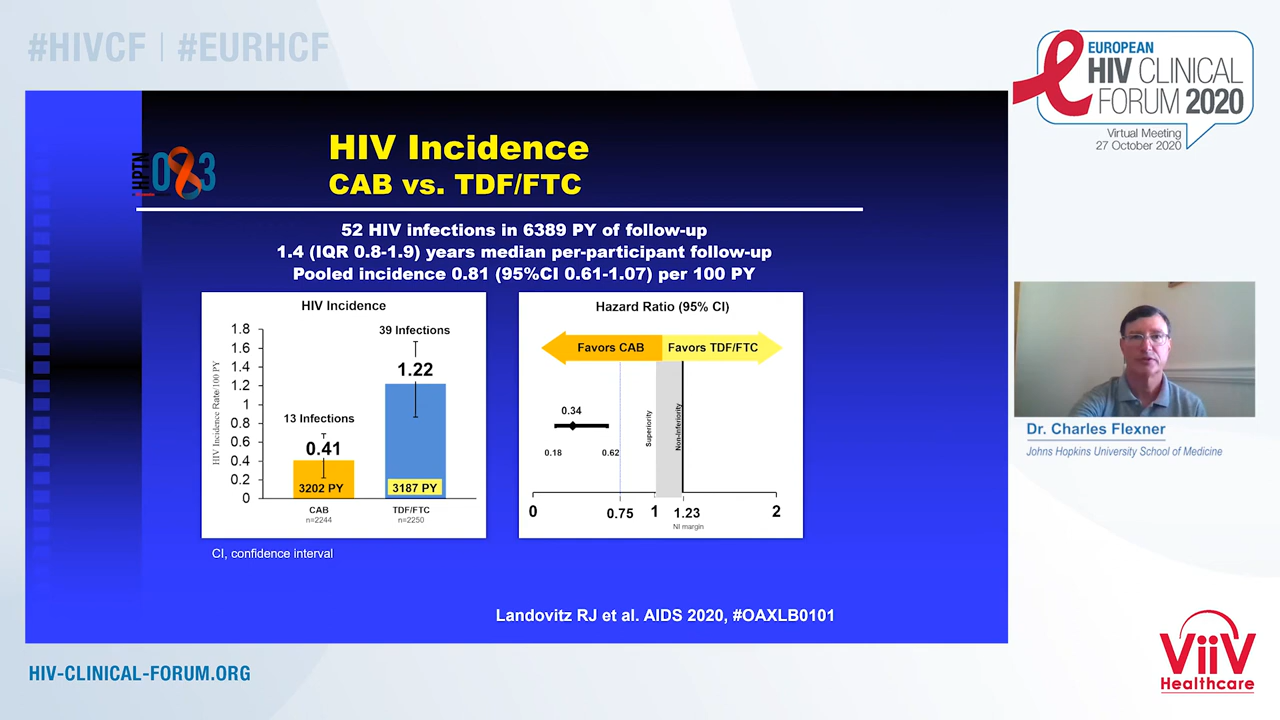 #HIVCF | #EURHCF
EUROPEAN
HIV CLINICAL
FORUM 2020
Virtual Meeting
27 October 2020
HPTN 083
HIV Incidence
CAB vs. TDF/FTC
52 HIV infections in 6389 PY of follow-up
1.4 (IQR 0.8-1.9) years median per-participant follow-up
Pooled incidence 0.81 (95%CI 0.61-1.07) per 100 PY
HIV Incidence
HIV Incidence Rate/100 PY
1.8
1.6
1.4
1.2
1
0.8
0.6
0.4
0.2
0
39 Infections
1.22
13 Infections
0.41
3202 PY
3187 PY
CAB
n=2244
TDF/FTC
n=2250
Hazard Ratio (95% CI)
Favors CAB
Favors TDF/FTC
0.34
0.18
0.62
Superiority
Non-inferiority
0
0.75
1
1.23
2
NI margin
CI, confidence interval
Landovitz RJ et al. AIDS 2020, #OAXLB0101
Dr. Charles Flexner
Johns Hopkins University School of Medicine
HIV-CLINICAL-FORUM.ORG
ViiV
Healthcare